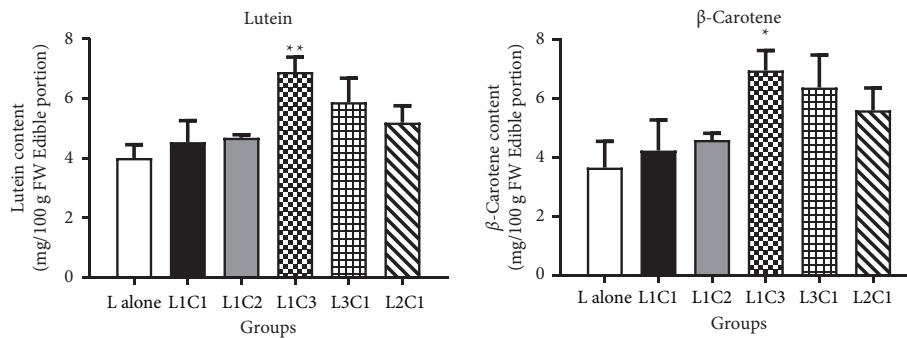 Lutein
Lutein content
(mg/100 g FW Edible portion)
8
6
4
2
0
**
L alone L1C1 L1C2 L1C3 L3C1 L2C1
Groups
β-Carotene
β-Carotene content
(mg/100 g FW Edible portion)
8
6
4
2
0
*
L alone L1C1 L1C2 L1C3 L3C1 L2C1
Groups